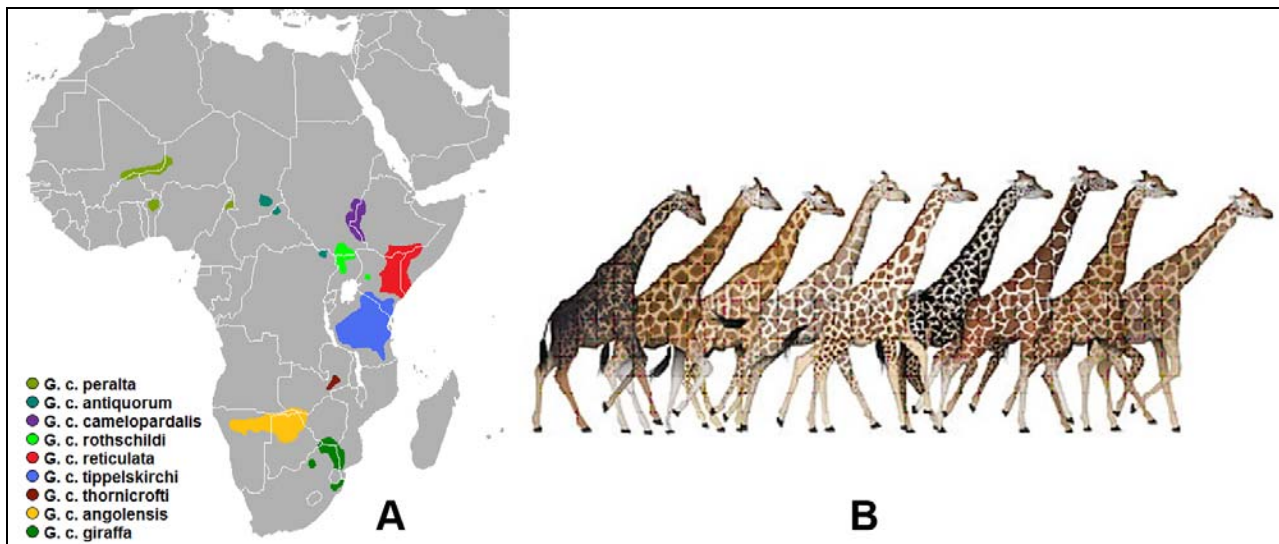 G. c. peralta
G. c. antiquorum
G. c. camelopardalis
G. c. rothschildi
G. c. reticulata
G. c. tippelskirchi
G. c. thornicrofti
G. c. angolensis
G. c. giraffa
A
B